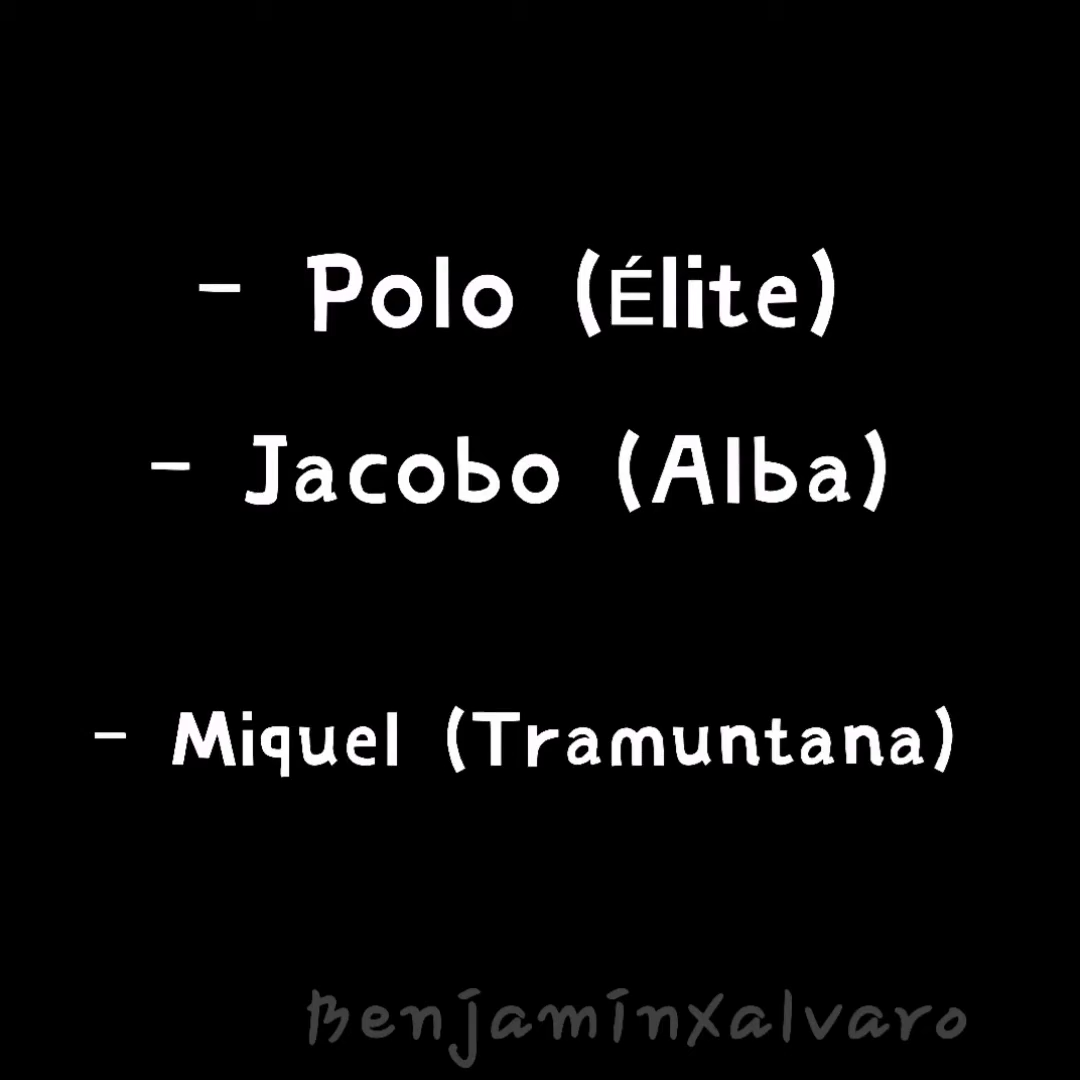 - Polo (Élite)
- Jacobo (Alba)
- Miquel (Tramuntana)
BenjaminXalvaro